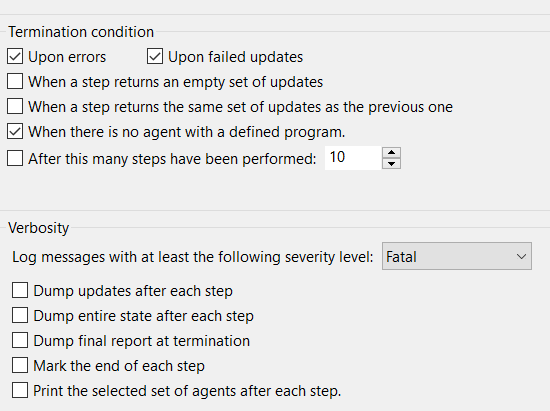 Termination condition
Upon errors Upon failed updates
When a step returns an empty set of updates
When a step returns the same set of updates as the previous one
When there is no agent with a defined program.
After this many steps have been performed: 10
Verbosity
Log messages with at least the following severity level: Fatal
Dump updates after each step
Dump entire state after each step
Dump final report at termination
Mark the end of each step
Print the selected set of agents after each step.